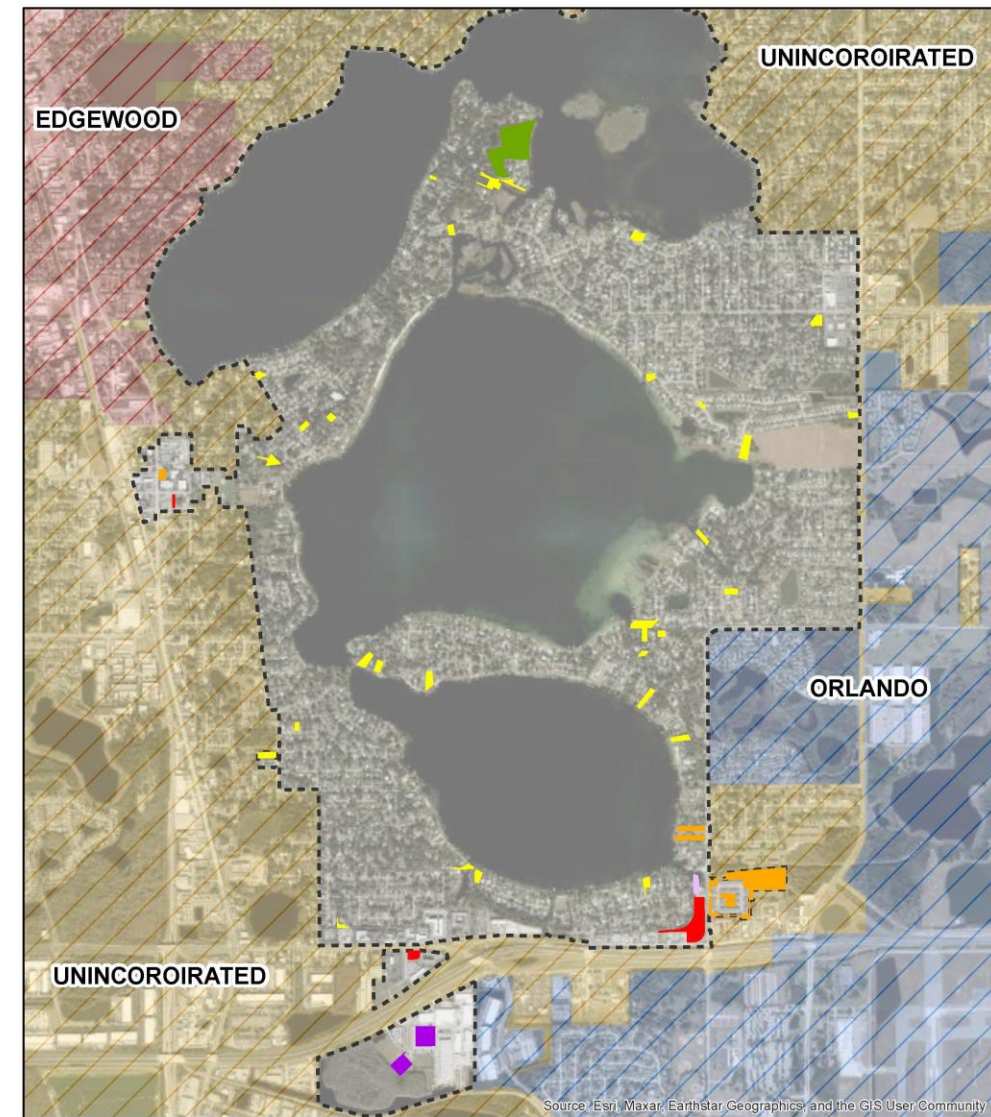 UNINCOROIRATED
EDGEWOOD
ORLANDO
UNINCOROIRATED
Source: Esri, Maxar, Earthstar Geographics, and the GIS User Community